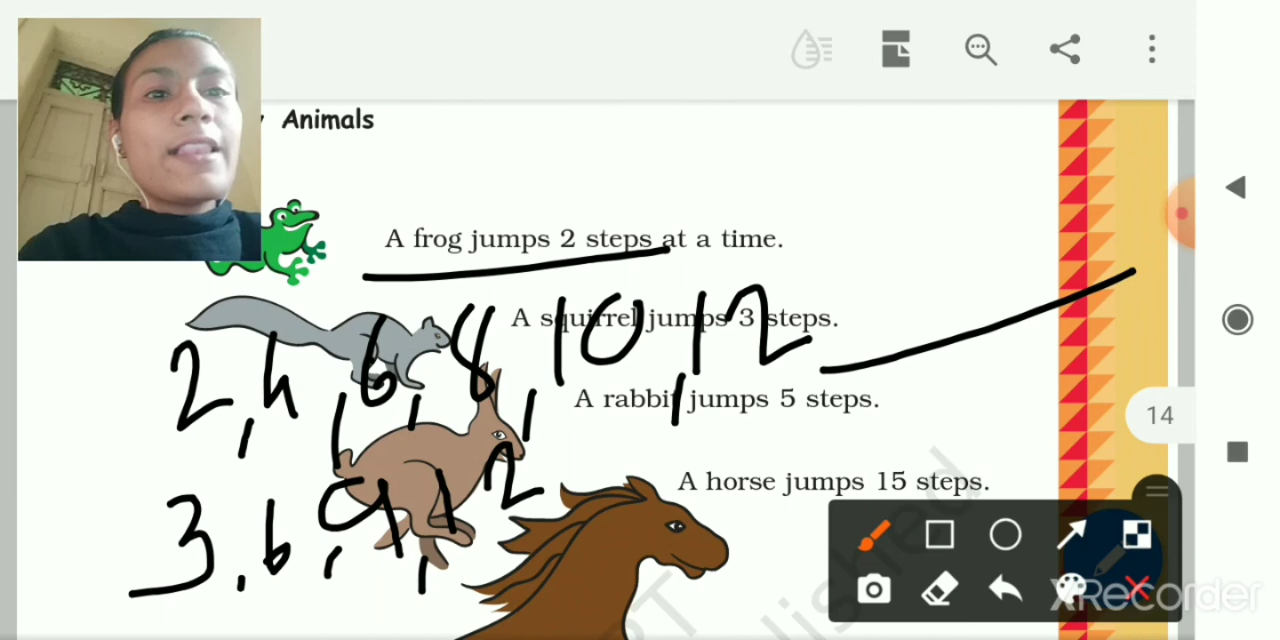 Animals
A frog jumps 2 steps at a time.
A squirrel jumps 3 steps.
2, 4, 6, 8, 10, 12
A rabbit jumps 5 steps.
14
A horse jumps 15 steps.
3, 6, 9, 12
XRecorder